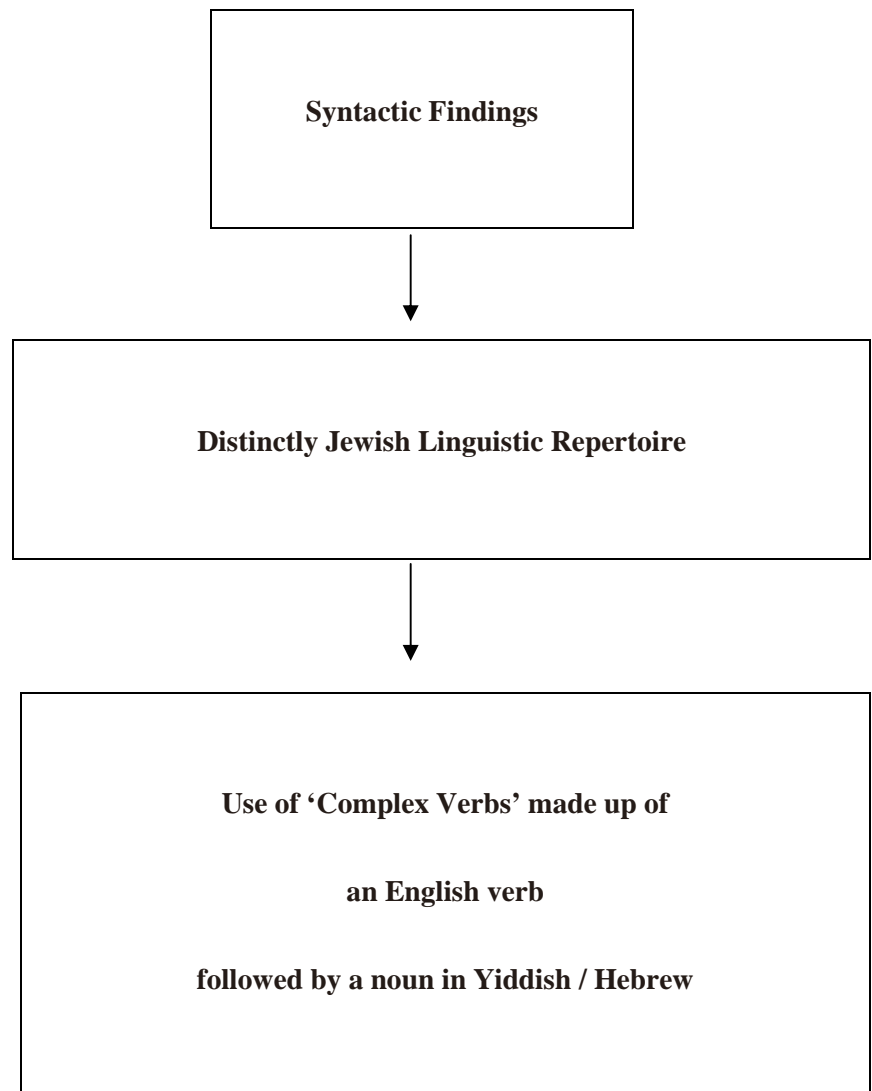 Syntactic Findings
Distinctly Jewish Linguistic Repertoire
Use of ‘Complex Verbs’ made up of
an English verb
followed by a noun in Yiddish / Hebrew